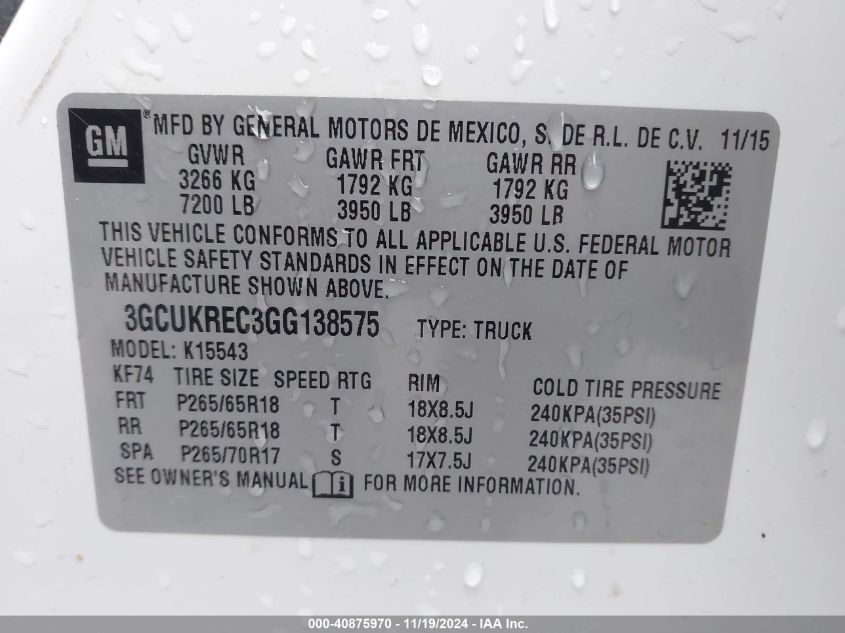 GM ® MFD BY GENERAL MOTORS DE MEXICO, S. DE R.L. DE C.V. 11/15
GVWR GAWR FRT GAWR RR
3266 KG 1792 KG 1792 KG
7200 LB 3950 LB 3950 LB
THIS VEHICLE CONFORMS TO ALL APPLICABLE U.S. FEDERAL MOTOR
VEHICLE SAFETY STANDARDS IN EFFECT ON THE DATE OF
MANUFACTURE SHOWN ABOVE.
3GCUKREC3GG138575 TYPE: TRUCK
MODEL: K15543
KF74 TIRE SIZE SPEED RTG RIM COLD TIRE PRESSURE
FRT P265/65R18 T 18X8.5J 240KPA(35PSI)
RR P265/65R18 T 18X8.5J 240KPA(35PSI)
SPA P265/70R17 S 17X7.5J 240KPA(35PSI)
SEE OWNER'S MANUAL i FOR MORE INFORMATION.
000-40875970 - 11/19/2024 - IAA Inc.